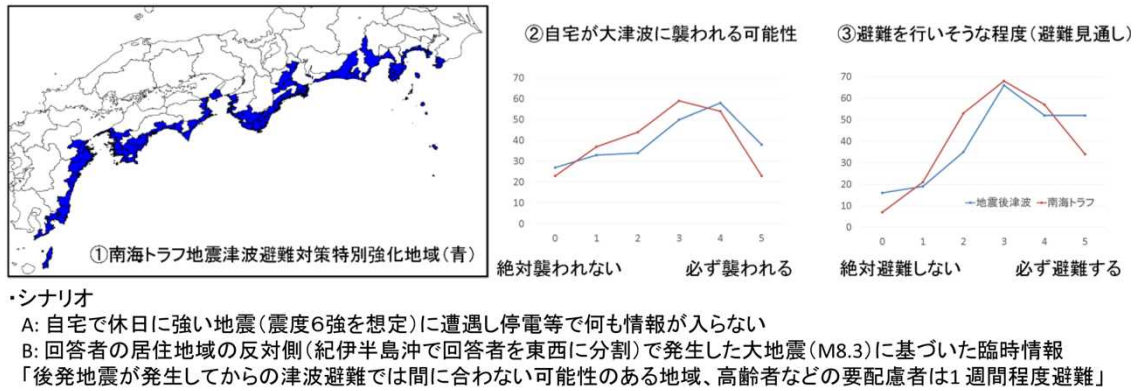 ①南海トラフ地震津波避難対策特別強化地域(青)
②自宅が大津波に襲われる可能性
70
60
50
40
30
20
10
0
0 1 2 3 4 5
絶対襲われない 必ず襲われる
③避難を行いそうな程度(避難見通し)
70
60
50
40
30
20
10
0
地震後津波 南海トラフ
0 1 2 3 4 5
絶対避難しない 必ず避難する
・シナリオ
A: 自宅で休日に強い地震(震度6強を想定)に遭遇し停電等で何も情報が入らない
B: 回答者の居住地域の反対側(紀伊半島沖で回答者を東西に分割)で発生した大地震(M8.3)に基づいた臨時情報
「後発地震が発生してからの津波避難では間に合わない可能性のある地域、高齢者などの要配慮者は1週間程度避難」